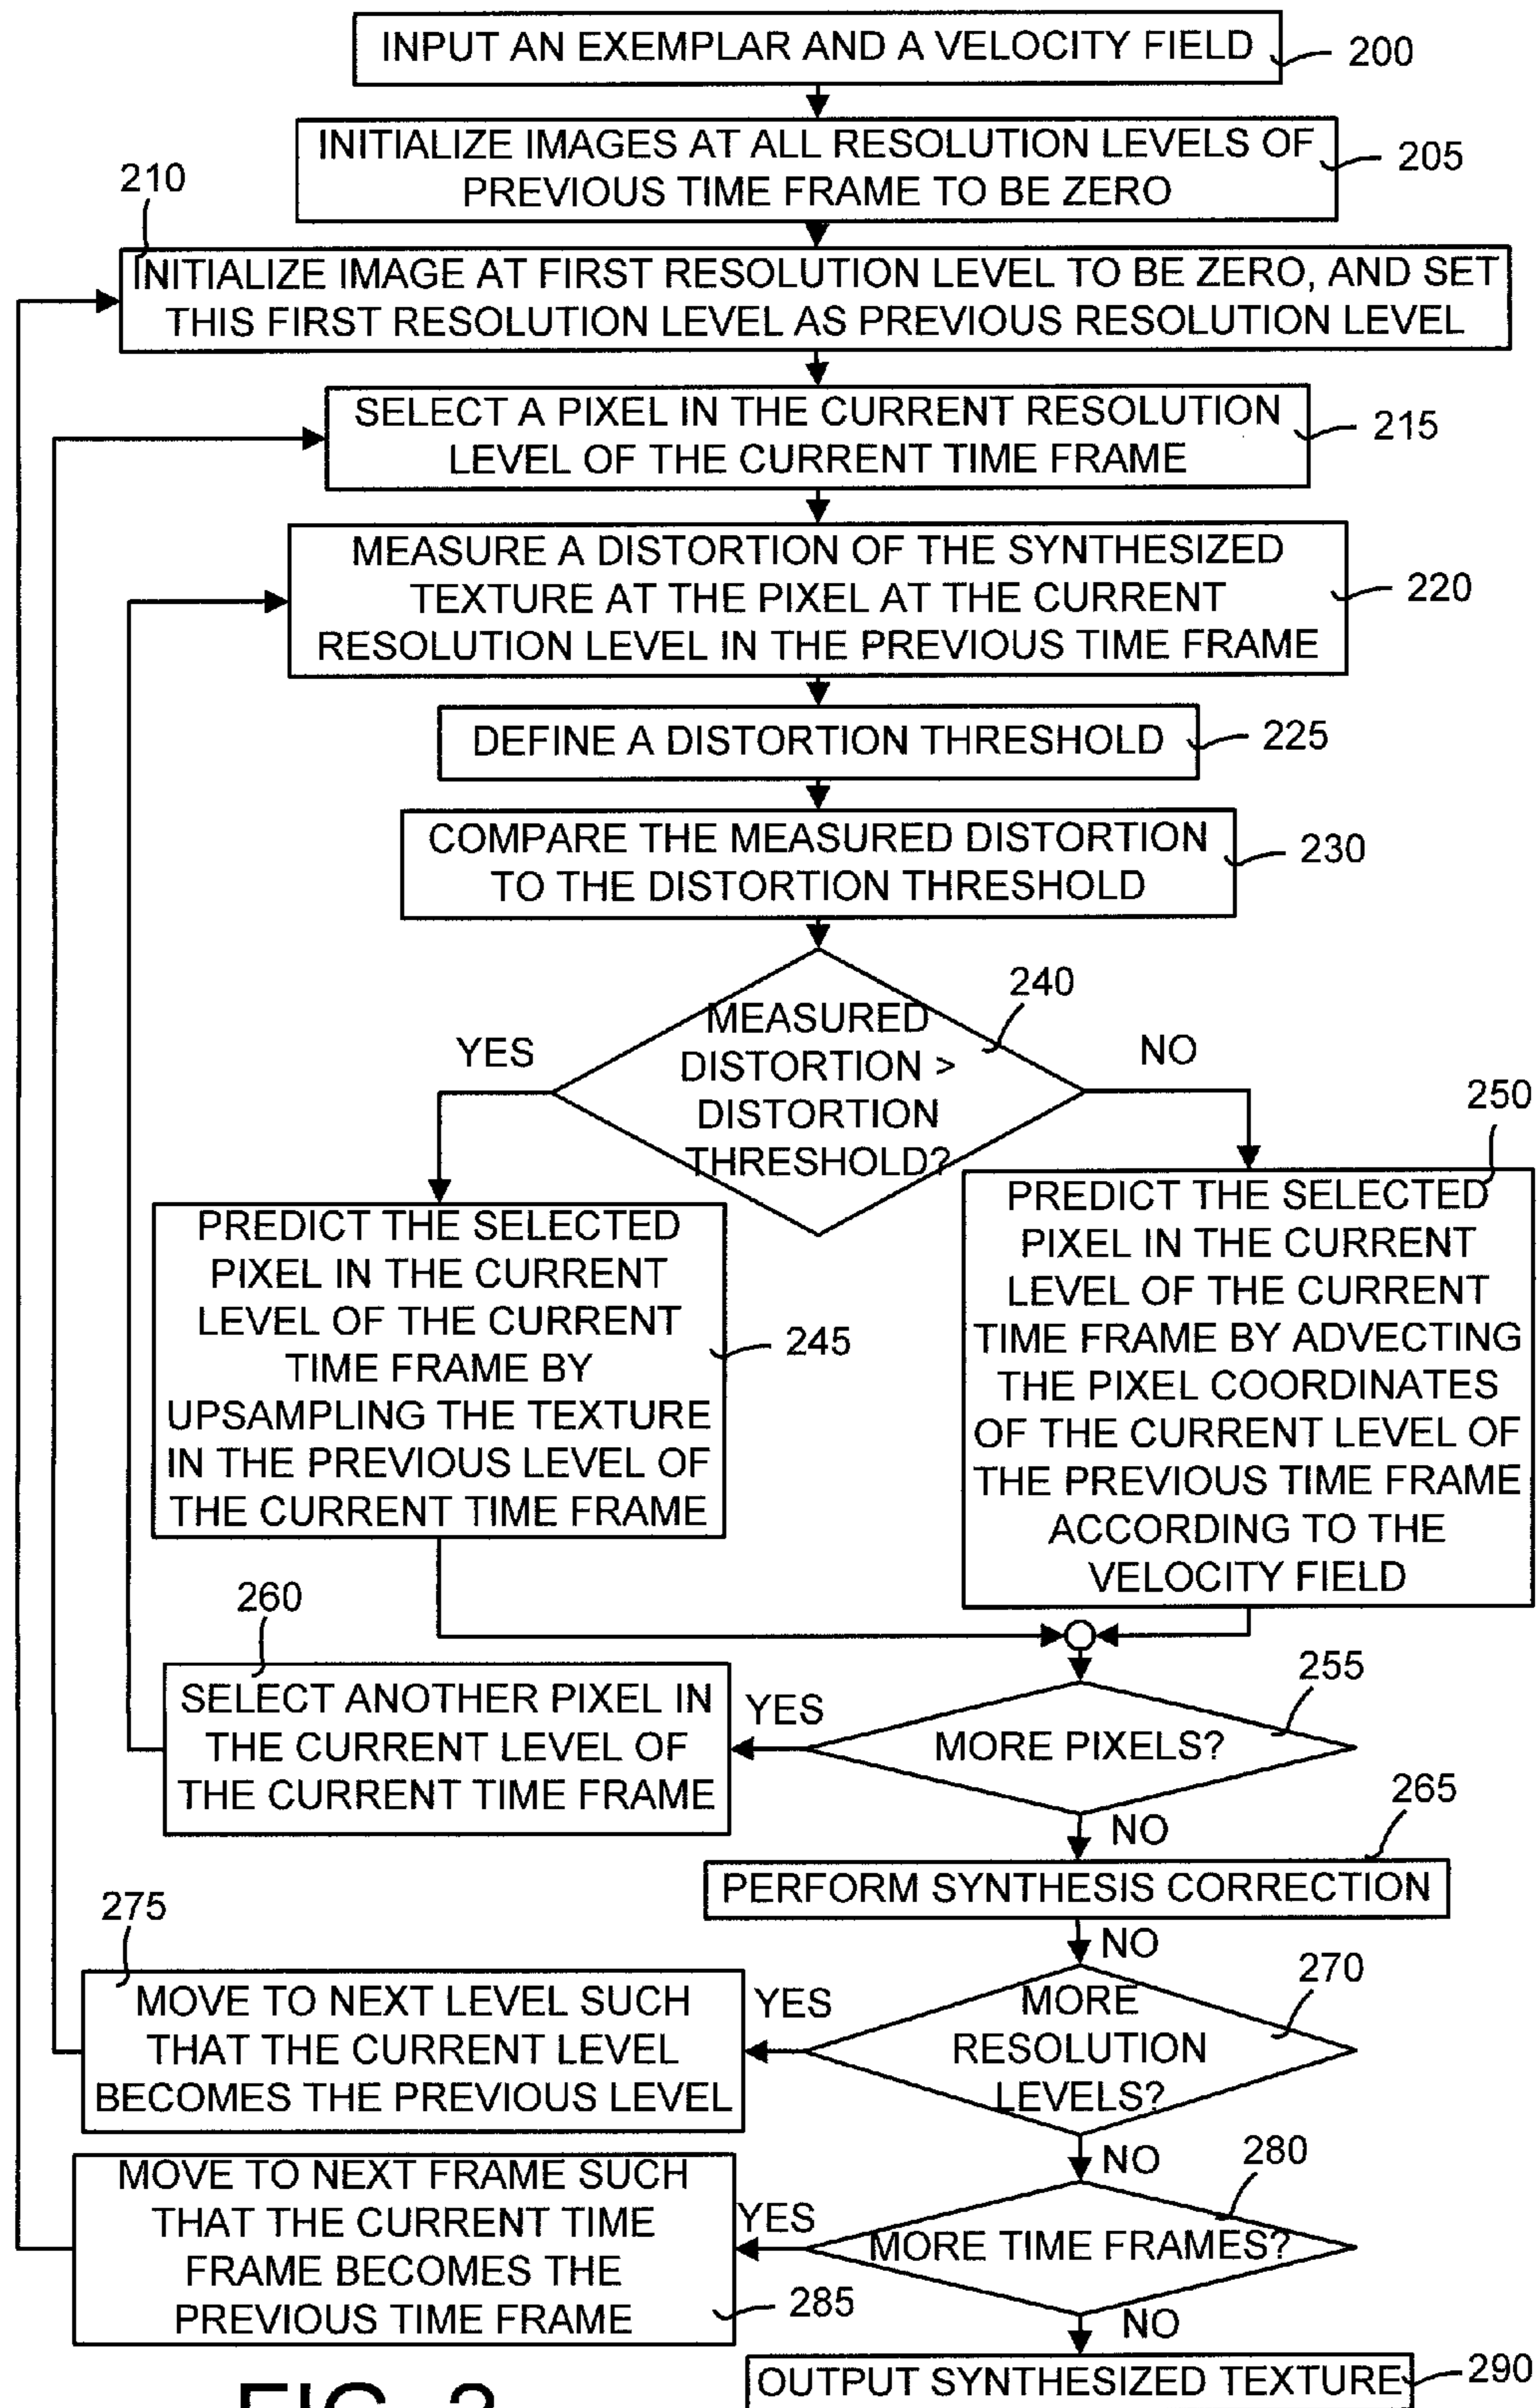 INPUT AN EXEMPLAR AND A VELOCITY FIELD
200
INITIALIZE IMAGES AT ALL RESOLUTION LEVELS OF
PREVIOUS TIME FRAME TO BE ZERO
205
210
INITIALIZE IMAGE AT FIRST RESOLUTION LEVEL TO BE ZERO, AND SET
THIS FIRST RESOLUTION LEVEL AS PREVIOUS RESOLUTION LEVEL
SELECT A PIXEL IN THE CURRENT RESOLUTION
LEVEL OF THE CURRENT TIME FRAME
215
MEASURE A DISTORTION OF THE SYNTHESIZED
TEXTURE AT THE PIXEL AT THE CURRENT
RESOLUTION LEVEL IN THE PREVIOUS TIME FRAME
220
DEFINE A DISTORTION THRESHOLD
225
COMPARE THE MEASURED DISTORTION
TO THE DISTORTION THRESHOLD
230
240
MEASURED
DISTORTION >
DISTORTION
THRESHOLD?
YES
NO
PREDICT THE SELECTED
PIXEL IN THE CURRENT
LEVEL OF THE CURRENT
TIME FRAME BY
UPSAMPLING THE TEXTURE
IN THE PREVIOUS LEVEL OF
THE CURRENT TIME FRAME
245
250
PREDICT THE SELECTED
PIXEL IN THE CURRENT
LEVEL OF THE CURRENT
TIME FRAME BY ADVECTING
THE PIXEL COORDINATES
OF THE CURRENT LEVEL OF
THE PREVIOUS TIME FRAME
ACCORDING TO THE
VELOCITY FIELD
260
SELECT ANOTHER PIXEL IN
THE CURRENT LEVEL OF
THE CURRENT TIME FRAME
YES
MORE PIXELS?
255
NO
265
PERFORM SYNTHESIS CORRECTION
NO
275
MOVE TO NEXT LEVEL SUCH
THAT THE CURRENT LEVEL
BECOMES THE PREVIOUS LEVEL
YES
MORE
RESOLUTION
LEVELS?
270
NO
MOVE TO NEXT FRAME SUCH
THAT THE CURRENT TIME
FRAME BECOMES THE
PREVIOUS TIME FRAME
285
YES
MORE TIME FRAMES?
280
NO
OUTPUT SYNTHESIZED TEXTURE
290